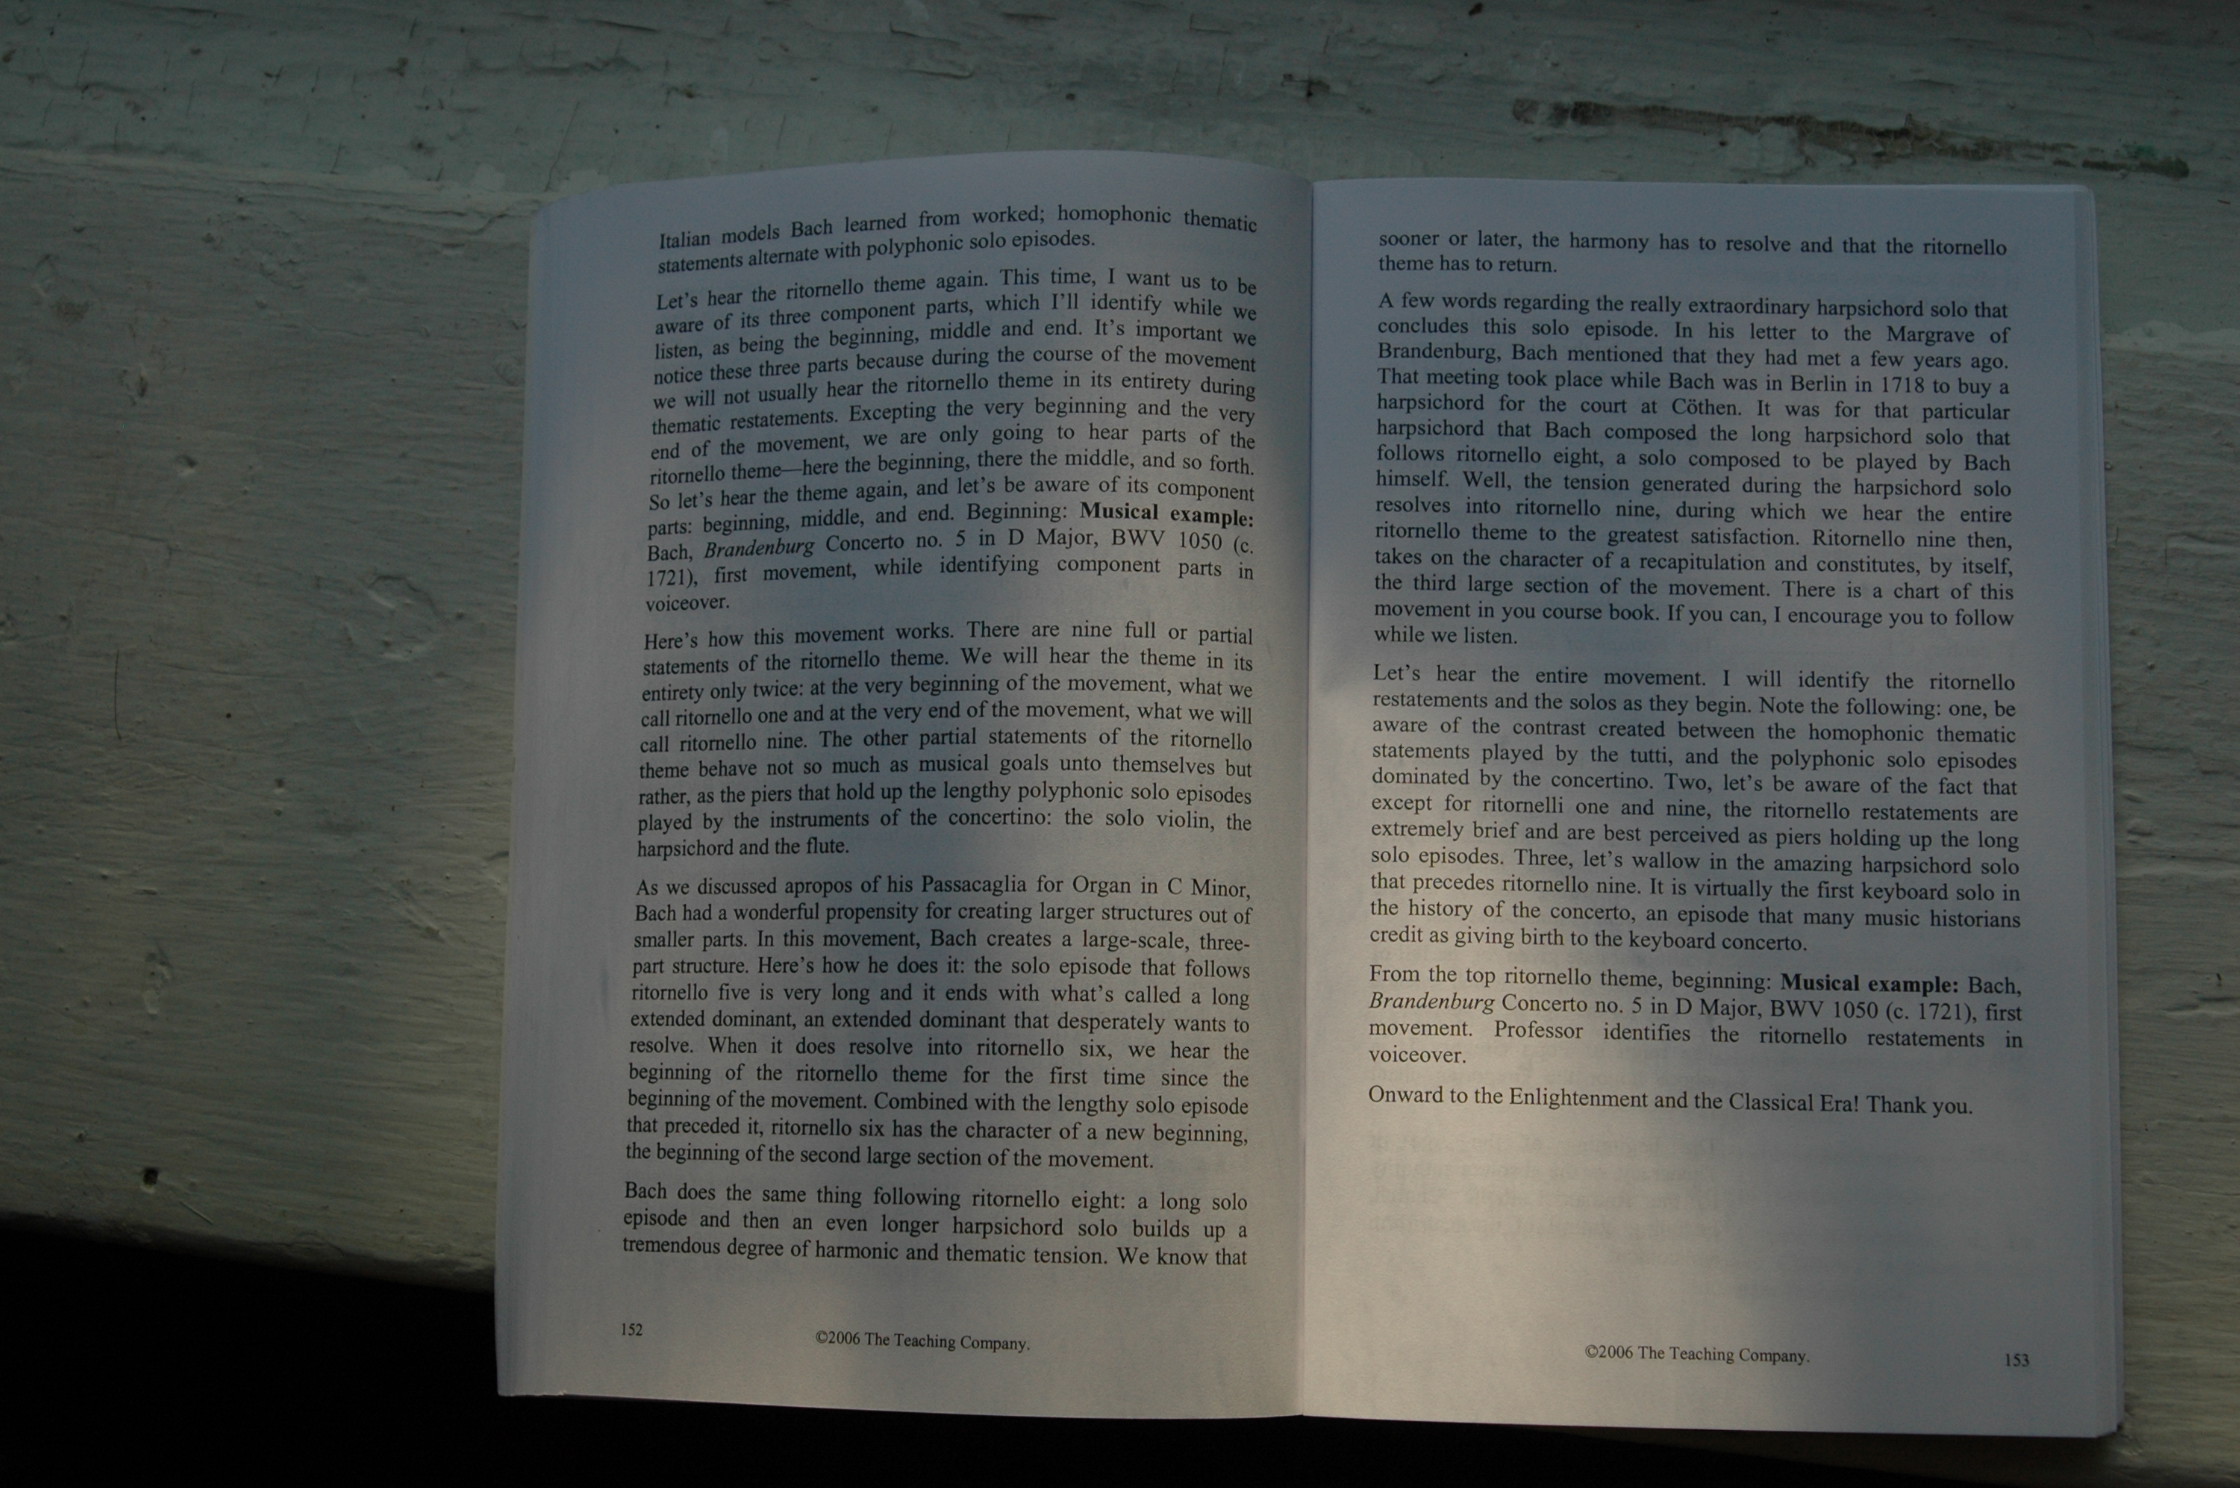 Italian models Bach learned from worked; homophonic thematic
statements alternate with polyphonic solo episodes.
Let's hear the ritornello theme again. This time, I want us to be
aware of its three component parts, which I'll identify while we
listen, as being the beginning, middle and end. It's important we
notice these three parts because during the course of the movement
we will not usually hear the ritornello theme in its entirety during
thematic restatements. Excepting the very beginning and the very
end of the movement, we are only going to hear parts of the
ritornello theme—here the beginning, there the middle, and so forth.
So let's hear the theme again, and let's be aware of its component
parts: beginning, middle, and end. Beginning: Musical example:
Bach, Brandenburg Concerto no. 5 in D Major, BWV 1050 (c.
1721), first movement, while identifying component parts in
voiceover.
Here's how this movement works. There are nine full or partial
statements of the ritornello theme. We will hear the theme in its
entirety only twice: at the very beginning of the movement, what we
call ritornello one and at the very end of the movement, what we will
call ritornello nine. The other partial statements of the ritornello
theme behave not so much as musical goals unto themselves but
rather, as the piers that hold up the lengthy polyphonic solo episodes
played by the instruments of the concertino: the solo violin, the
harpsichord and the flute.
As we discussed apropos of his Passacaglia for Organ in C Minor,
Bach had a wonderful propensity for creating larger structures out of
smaller parts. In this movement, Bach creates a large-scale, three-
part structure. Here's how he does it: the solo episode that follows
ritornello five is very long and it ends with what's called a long
extended dominant, an extended dominant that desperately wants to
resolve. When it does resolve into ritornello six, we hear the
beginning of the ritornello theme for the first time since the
beginning of the movement. Combined with the lengthy solo episode
that preceded it, ritornello six has the character of a new beginning,
the beginning of the second large section of the movement.
Bach does the same thing following ritornello eight: a long solo
episode and then an even longer harpsichord solo builds up a
tremendous degree of harmonic and thematic tension. We know that
152
©2006 The Teaching Company.
sooner or later, the harmony has to resolve and that the ritornello
theme has to return.
A few words regarding the really extraordinary harpsichord solo that
concludes this solo episode. In his letter to the Margrave of
Brandenburg, Bach mentioned that they had met a few years ago.
That meeting took place while Bach was in Berlin in 1718 to buy a
harpsichord for the court at Cöthen. It was for that particular
harpsichord that Bach composed the long harpsichord solo that
follows ritornello eight, a solo composed to be played by Bach
himself. Well, the tension generated during the harpsichord solo
resolves into ritornello nine, during which we hear the entire
ritornello theme to the greatest satisfaction. Ritornello nine then,
takes on the character of a recapitulation and constitutes, by itself,
the third large section of the movement. There is a chart of this
movement in you course book. If you can, I encourage you to follow
while we listen.
Let's hear the entire movement. I will identify the ritornello
restatements and the solos as they begin. Note the following: one, be
aware of the contrast created between the homophonic thematic
statements played by the tutti, and the polyphonic solo episodes
dominated by the concertino. Two, let's be aware of the fact that
except for ritornelli one and nine, the ritornello restatements are
extremely brief and are best perceived as piers holding up the long
solo episodes. Three, let's wallow in the amazing harpsichord solo
that precedes ritornello nine. It is virtually the first keyboard solo in
the history of the concerto, an episode that many music historians
credit as giving birth to the keyboard concerto.
From the top ritornello theme, beginning: Musical example: Bach,
Brandenburg Concerto no. 5 in D Major, BWV 1050 (c. 1721), first
movement. Professor identifies the ritornello restatements in
voiceover.
Onward to the Enlightenment and the Classical Era! Thank you.
©2006 The Teaching Company.
153